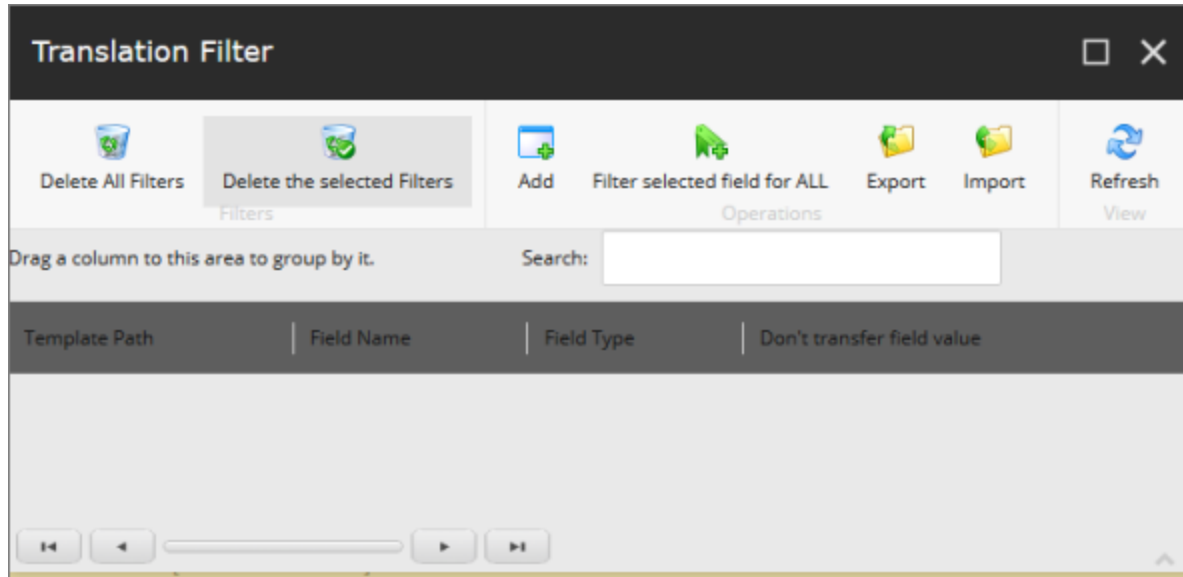 Translation Filter
Delete All Filters Delete the selected Filters Add Filter selected field for ALL Export Import Refresh
Filters Operations View
Drag a column to this area to group by it. Search:
Template Path Field Name Field Type Don't transfer field value